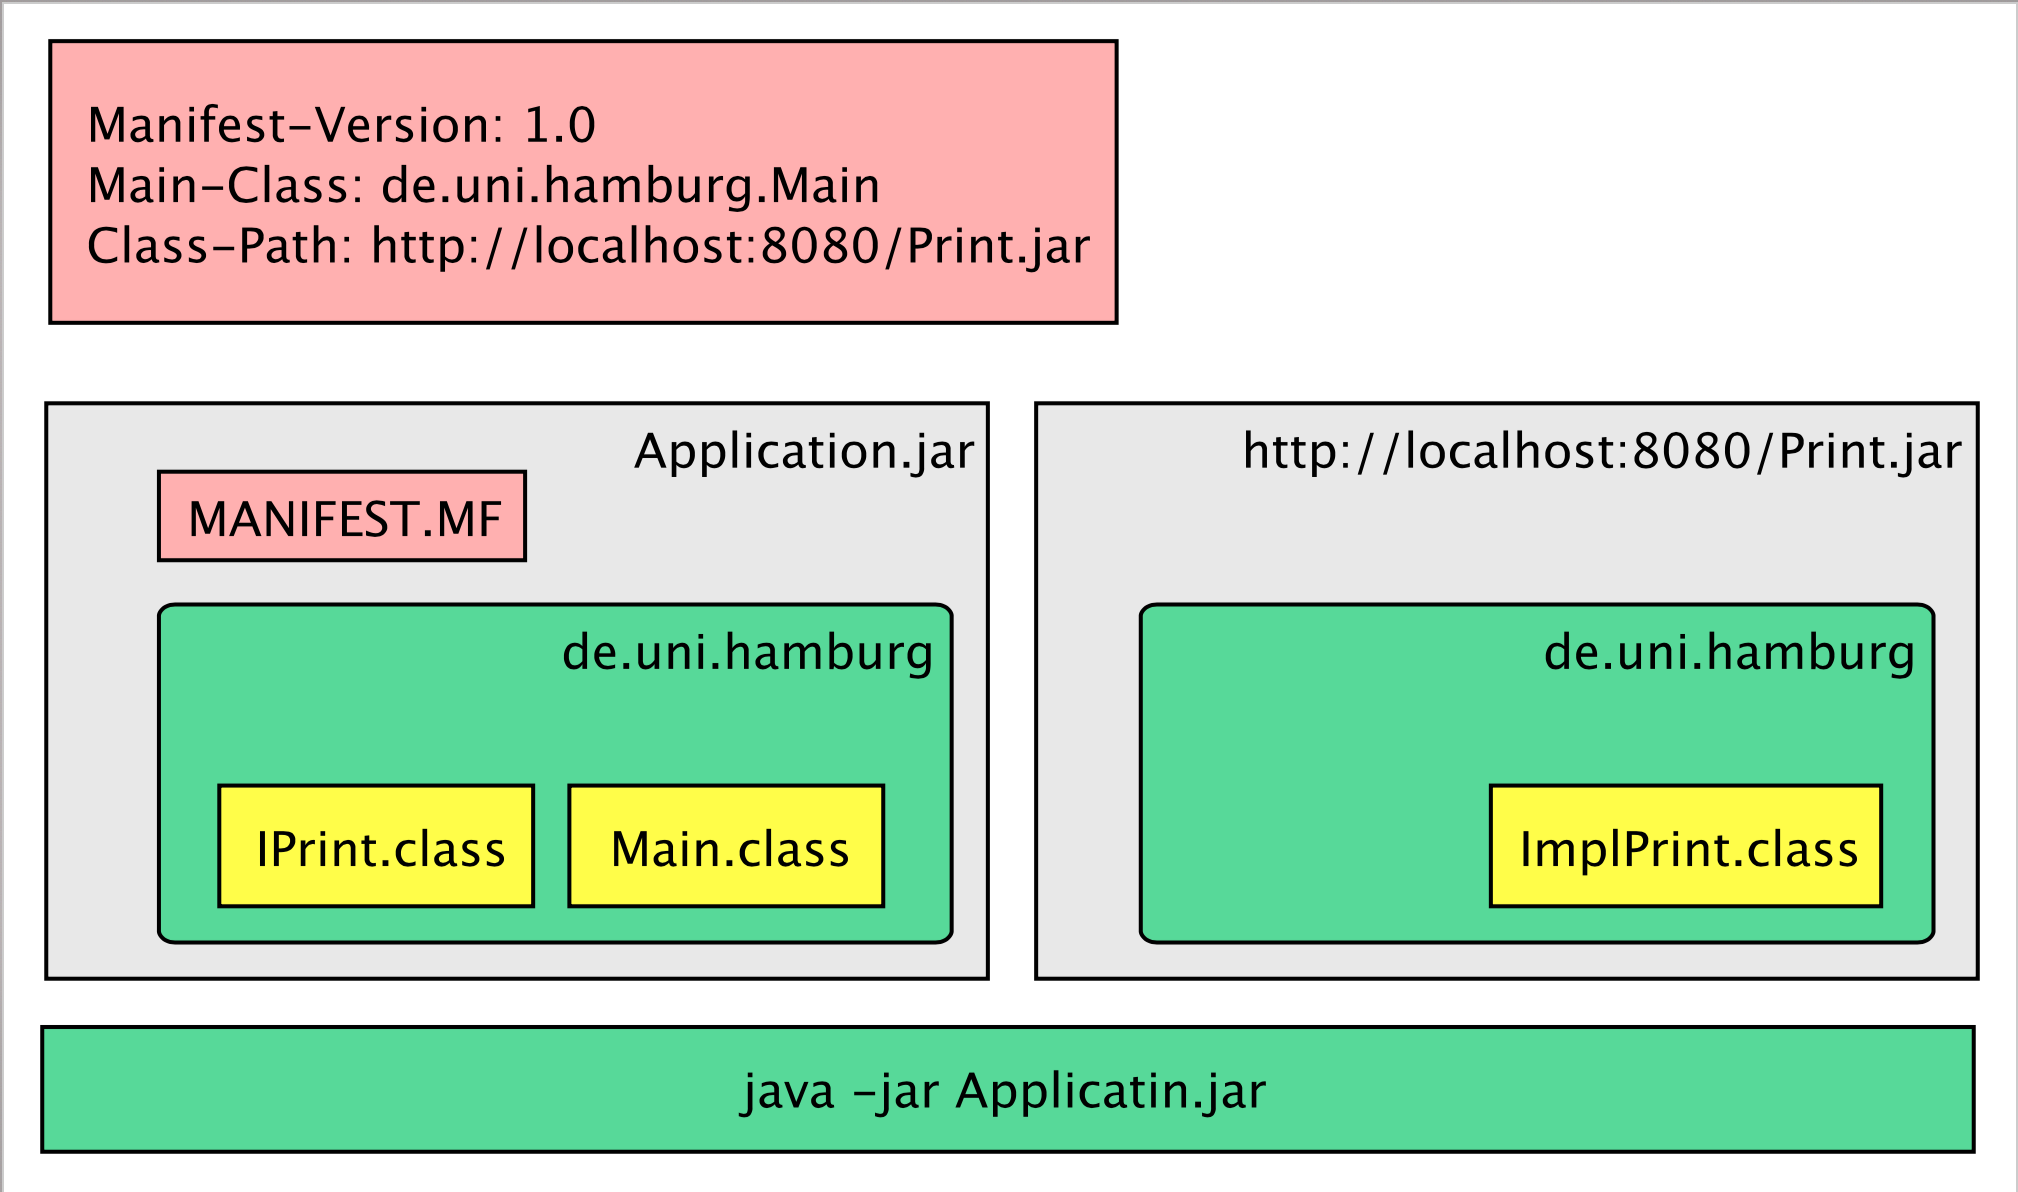 Manifest-Version: 1.0
Main-Class: de.uni.hamburg.Main
Class-Path: http://localhost:8080/Print.jar
Application.jar
MANIFEST.MF
de.uni.hamburg
IPrint.class
Main.class
http://localhost:8080/Print.jar
de.uni.hamburg
ImplPrint.class
java -jar Applicatin.jar